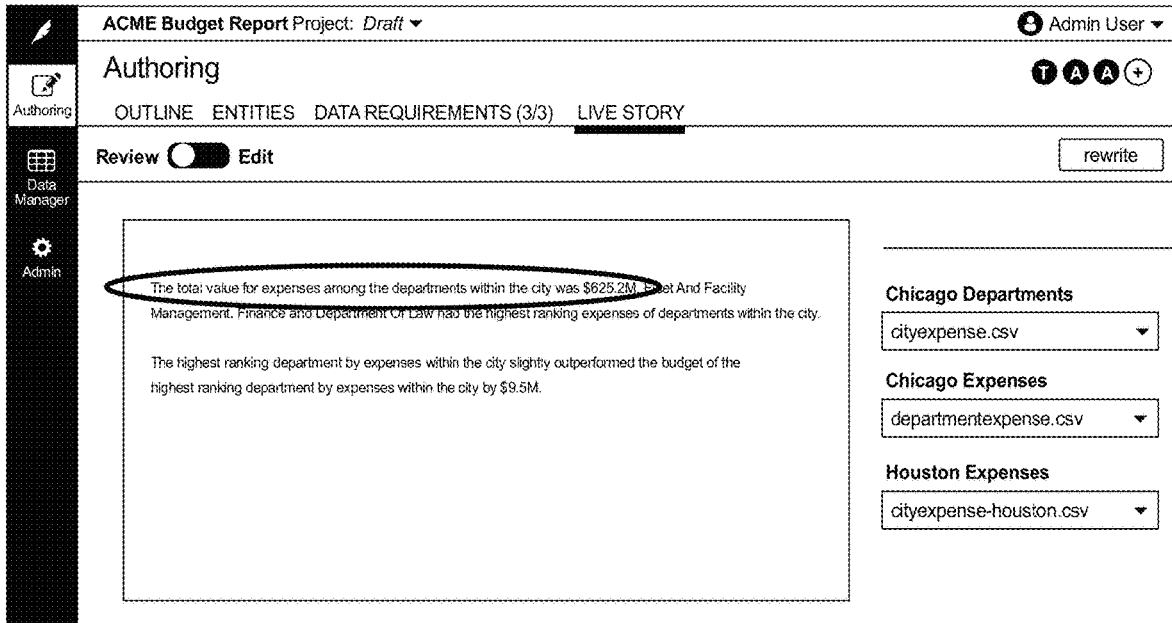 ACME Budget Report Project: Draft
Admin User
Authoring
Authoring
T A A +
OUTLINE ENTITIES DATA REQUIREMENTS (3/3) LIVE STORY
Review Edit
rewrite
Data
Manager
Admin
The total value for expenses among the departments within the city was $625.2M. Fleet And Facility
Management. Finance and Department Of Law had the highest ranking expenses of departments within the city.
The highest ranking department by expenses within the city slightly outperformed the budget of the
highest ranking department by expenses within the city by $9.5M.
Chicago Departments
cityexpense.csv
Chicago Expenses
departmentexpense.csv
Houston Expenses
cityexpense-houston.csv